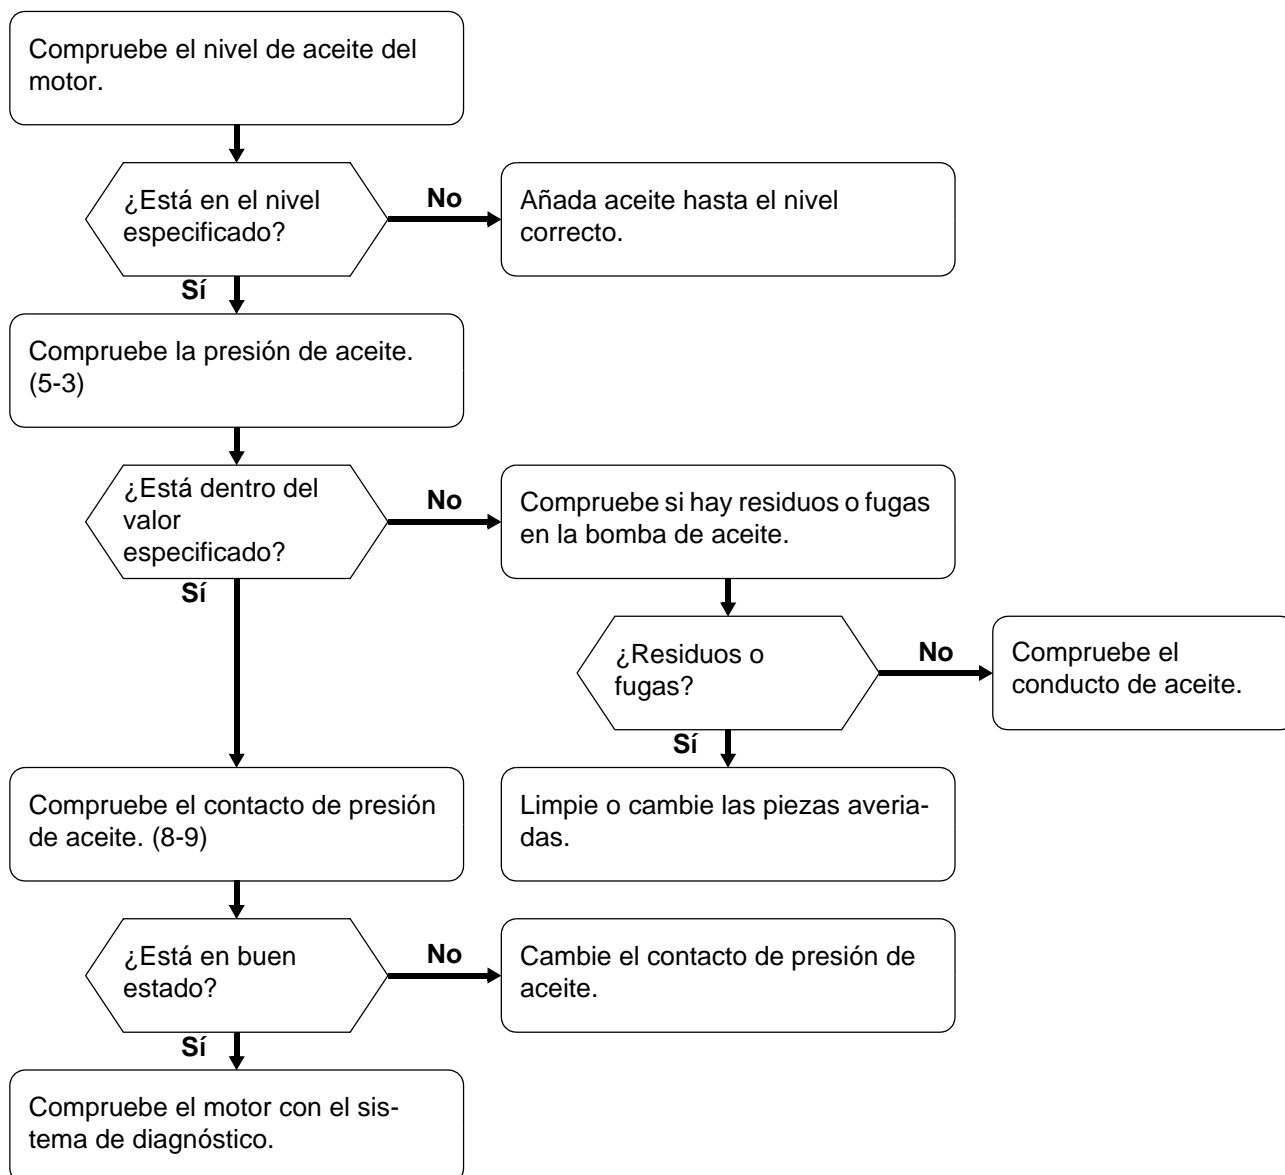 Compruebe el nivel de aceite del
motor.
¿Está en el nivel
especificado?
No
Añada aceite hasta el nivel
correcto.
Sí
Compruebe la presión de aceite.
(5-3)
¿Está dentro del
valor
especificado?
No
Compruebe si hay residuos o fugas
en la bomba de aceite.
Sí
¿Residuos o
fugas?
No
Compruebe el
conducto de aceite.
Sí
Compruebe el contacto de presión
de aceite. (8-9)
Limpie o cambie las piezas averia-
das.
¿Está en buen
estado?
No
Cambie el contacto de presión de
aceite.
Sí
Compruebe el motor con el sis-
tema de diagnóstico.